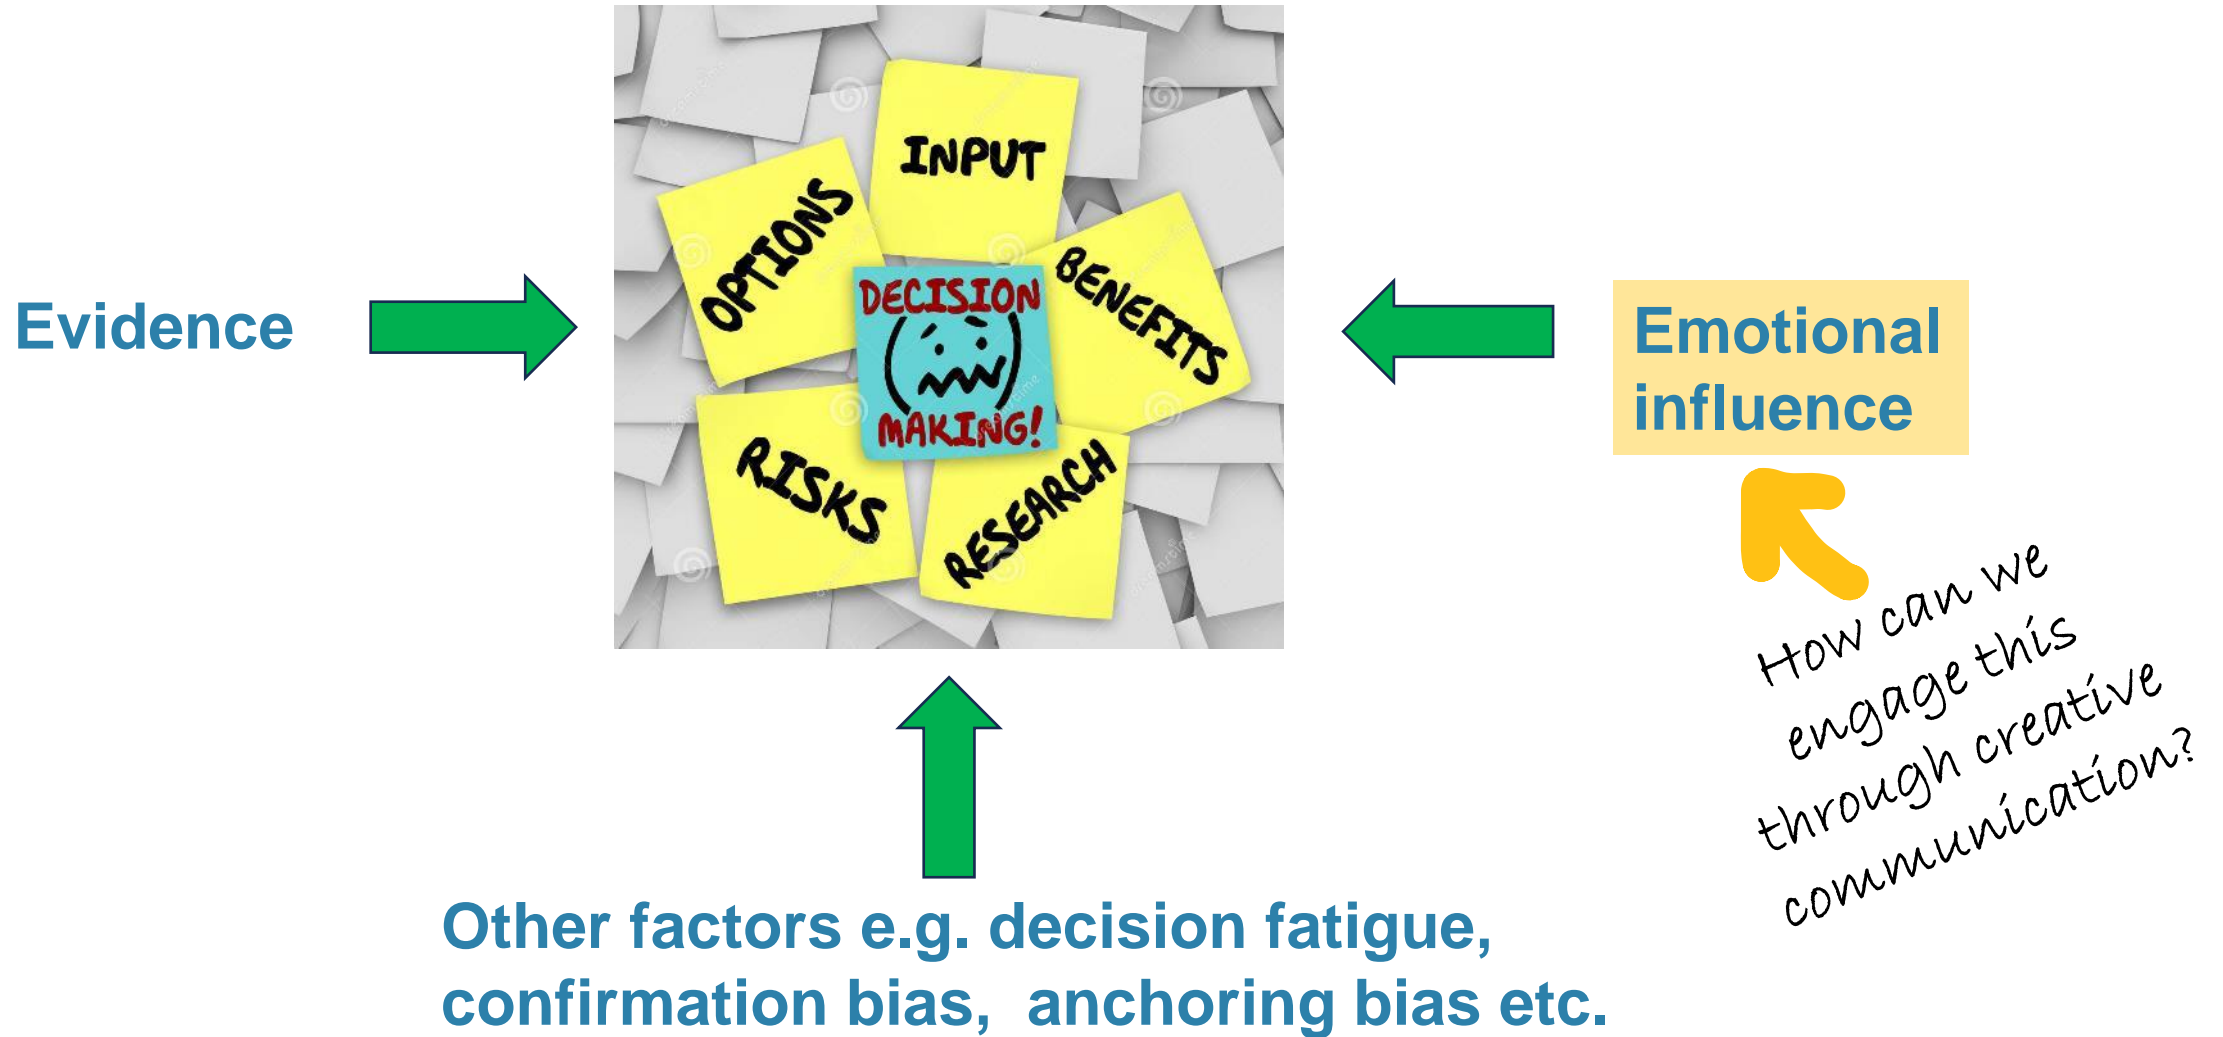 INPUT
OPTIONS
BENEFITS
DECISION
MAKING!
RISKS
RESEARCH
Evidence
Emotional
influence
How can we
engage this
through creative
communication?
Other factors e.g. decision fatigue,
confirmation bias,  anchoring bias etc.